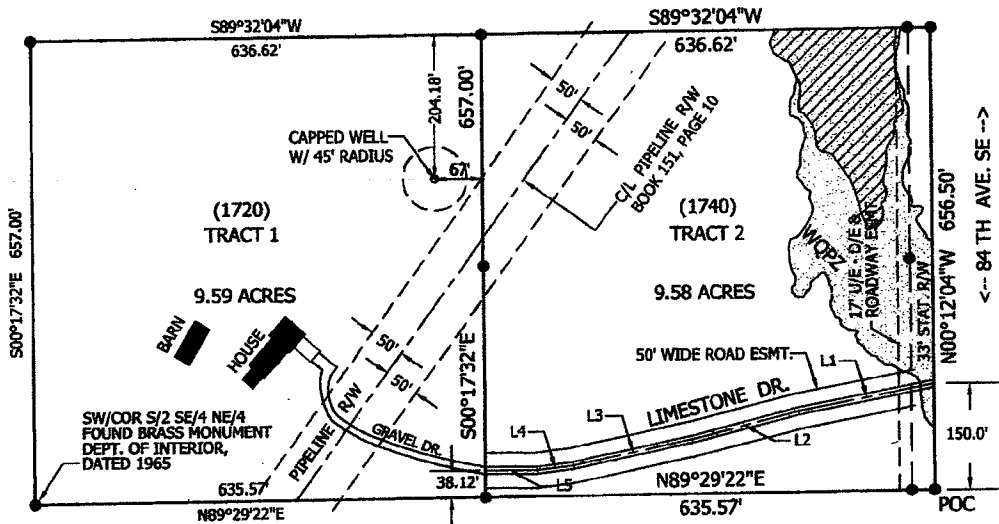 S89°32'04"W
636.62'
S89°32'04"W
636.62'
204.18'
657.00'
50'
50'
CAPPED WELL
W/ 45' RADIUS
67'
C/L PIPELINE R/W
BOOK 151, PAGE 10
(1720)
TRACT 1
9.59 ACRES
(1740)
TRACT 2
9.58 ACRES
WQPZ
17' U/E - D/E &
ROADWAY ESMT.
33' STAT. R/W
N00°12'04"W 656.50'
<-- 84 TH AVE. SE -->
S00°17'32"E 657.00'
S00°17'32"E
BARN
HOUSE
50'
50'
PIPELINE R/W
GRAVEL DR.
50' WIDE ROAD ESMT.
L1
LIMESTONE DR.
L3
L4
L2
L5
SW/COR S/2 SE/4 NE/4
FOUND BRASS MONUMENT
DEPT. OF INTERIOR,
DATED 1965
150.0'
38.12'
635.57'
N89°29'22"E
N89°29'22"E
635.57'
POC